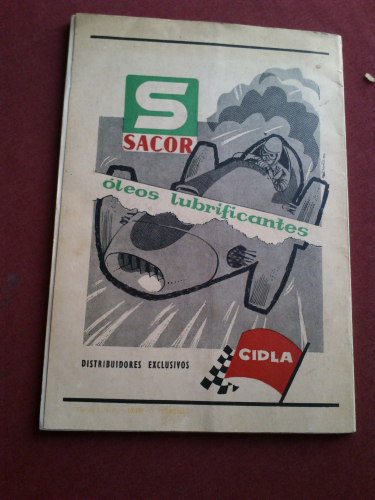 S
SACOR
óleos lubrificantes
DISTRIBUIDORES EXCLUSIVOS
CIDLA